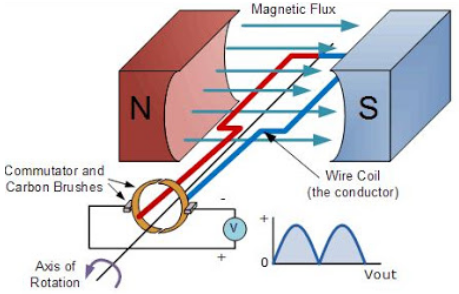 Magnetic Flux
N
S
Commutator and
Carbon Brushes
Wire Coil
(the conductor)
-
V
+
+
0
Vout
Axis of
Rotation